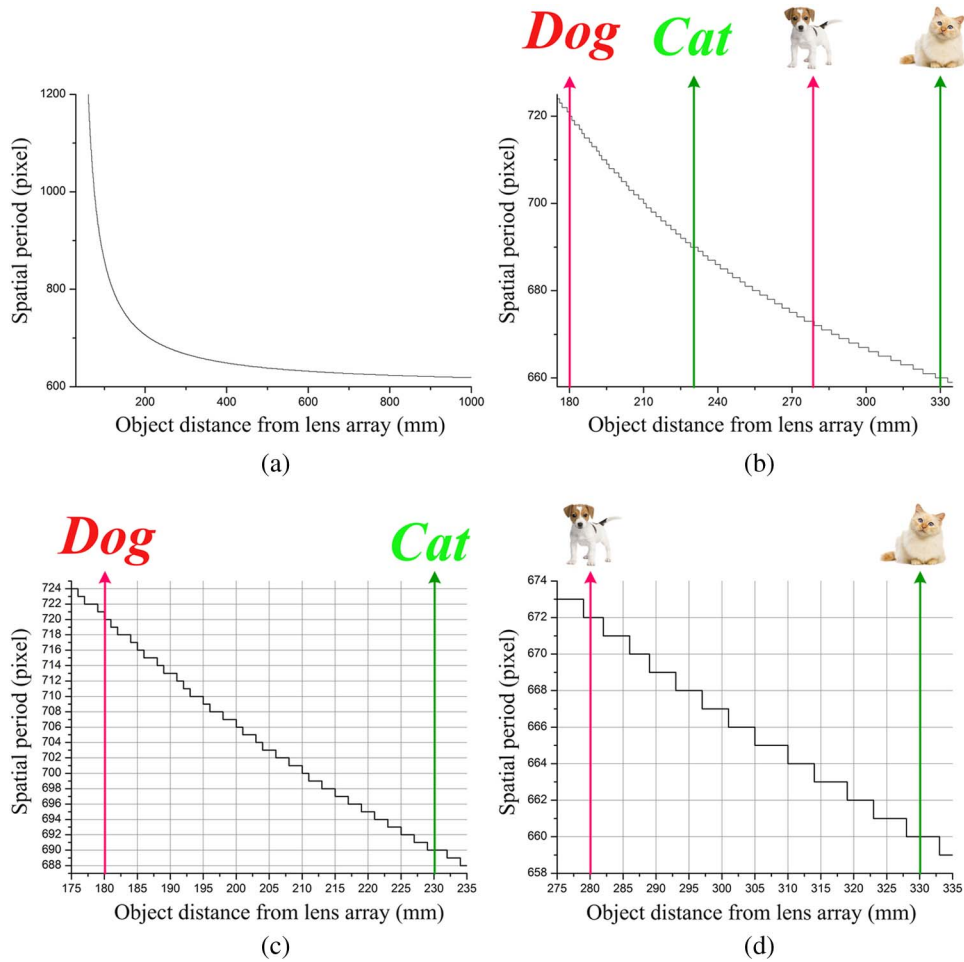 Dog Cat
1200
1000
800
600
Spatial period (pixel)
200 400 600 800 1000
Object distance from lens array (mm)
(a)
720
700
680
660
Spatial period (pixel)
180 210 240 270 300 330
Object distance from lens array (mm)
(b)
Dog Cat
724
722
720
718
716
714
712
710
708
706
704
702
700
698
696
694
692
690
688
Spatial period (pixel)
175 180 185 190 195 200 205 210 215 220 225 230 235
Object distance from lens array (mm)
(c)
674
672
670
668
666
664
662
660
658
Spatial period (pixel)
275 280 285 290 295 300 305 310 315 320 325 330 335
Object distance from lens array (mm)
(d)